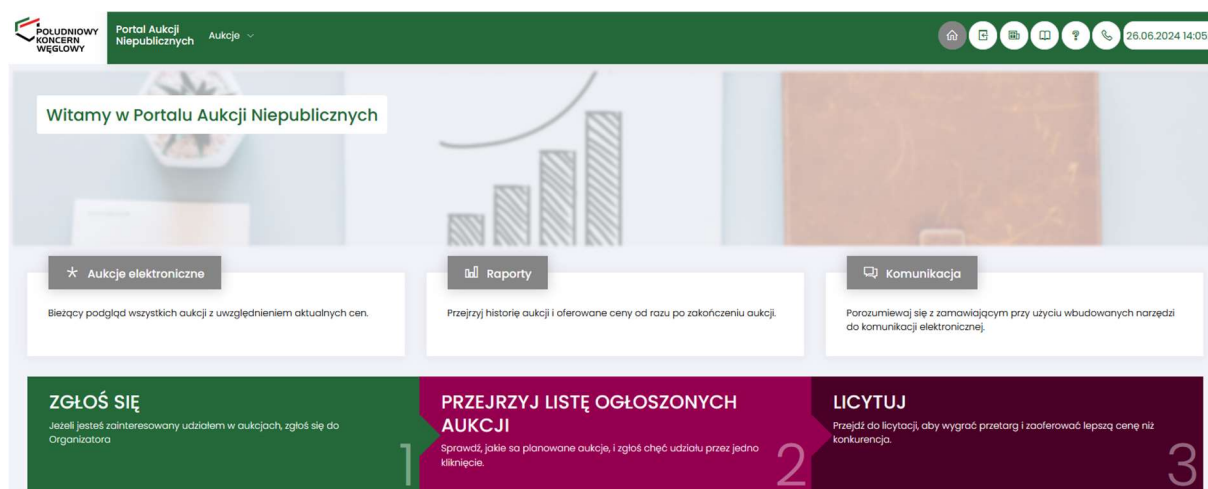 POŁUDNIOWY
KONCERN
WĘGLOWY
Portal Aukcji
Niepublicznych
Aukcje
26.06.2024 14:05
Witamy w Portalu Aukcji Niepublicznych
Aukcje elektroniczne
Bieżący podgląd wszystkich aukcji z uwzględnieniem aktualnych cen.
Raporty
Przejrzyj historię aukcji i oferowane ceny od razu po zakończeniu aukcji.
Komunikacja
Porozumiewaj się z zamawiającym przy użyciu wbudowanych narzędzi
do komunikacji elektronicznej.
ZGŁOŚ SIĘ
Jeżeli jesteś zainteresowany udziałem w aukcjach, zgłoś się do
Organizatora
1
PRZEJRZYJ LISTĘ OGŁOSZONYCH
AUKCJI
Sprawdź, jakie sa planowane aukcje, i zgłoś chęć udziału przez jedno
kliknięcie.
2
LICYTUJ
Przejdź do licytacji, aby wygrać przetarg i zaoferować lepszą cenę niż
konkurencja.
3